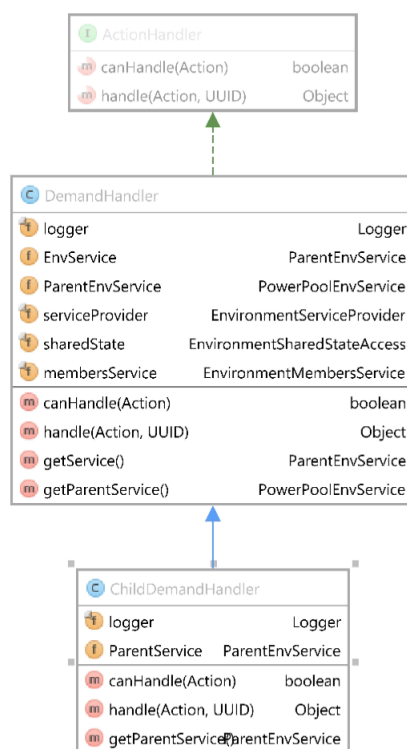 I ActionHandler
m canHandle(Action) boolean
m handle(Action, UUID) Object
C DemandHandler
f logger Logger
f EnvService ParentEnvService
f ParentEnvService PowerPoolEnvService
f serviceProvider EnvironmentServiceProvider
f sharedState EnvironmentSharedStateAccess
f membersService EnvironmentMembersService
m canHandle(Action) boolean
m handle(Action, UUID) Object
m getService() ParentEnvService
m getParentService() PowerPoolEnvService
C ChildDemandHandler
f logger Logger
f ParentService ParentEnvService
m canHandle(Action) boolean
m handle(Action, UUID) Object
m getParentService() ParentEnvService